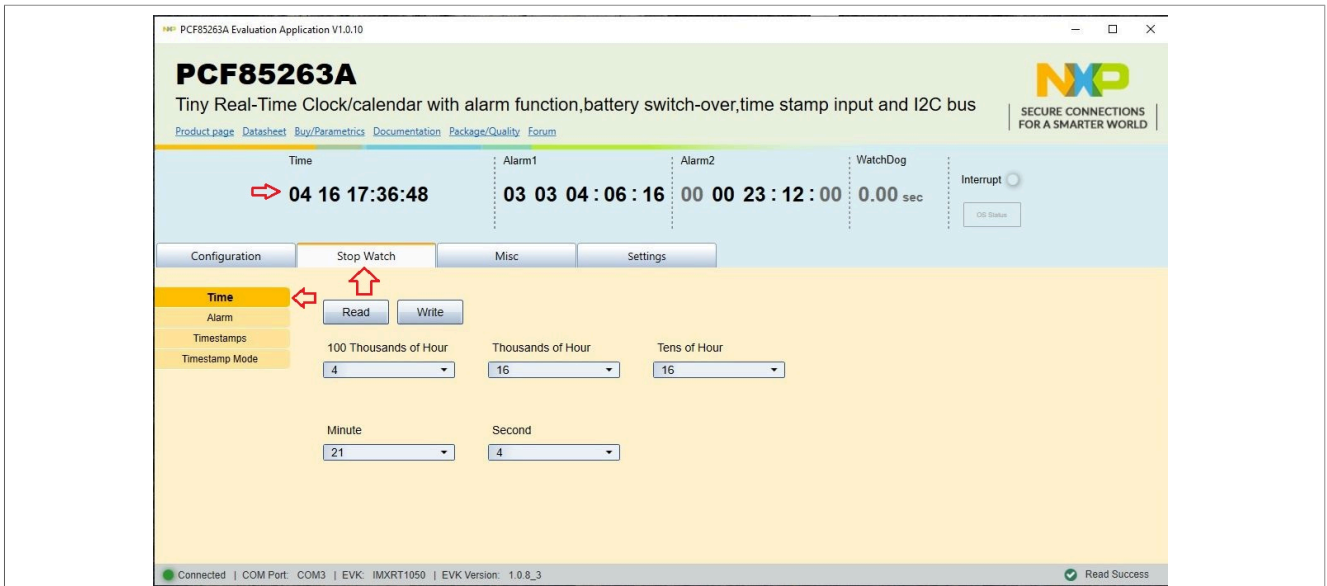 NXP PCF85263A Evaluation Application V1.0.10
PCF85263A
Tiny Real-Time Clock/calendar with alarm function,battery switch-over,time stamp input and I2C bus
Product page Datasheet Buy/Parametrics Documentation Package/Quality Forum
NXP
SECURE CONNECTIONS
FOR A SMARTER WORLD
Time Alarm1 Alarm2 WatchDog
04 16 17:36:48 03 03 04:06:16 00 00 23:12:00 0.00 sec
Interrupt
OS Status
Configuration Stop Watch Misc Settings
Time
Alarm
Timestamps
Timestamp Mode
Read Write
100 Thousands of Hour Thousands of Hour Tens of Hour
4 16 16
Minute Second
21 4
Connected | COM Port: COM3 | EVK: IMXRT1050 | EVK Version: 1.0.8_3 Read Success